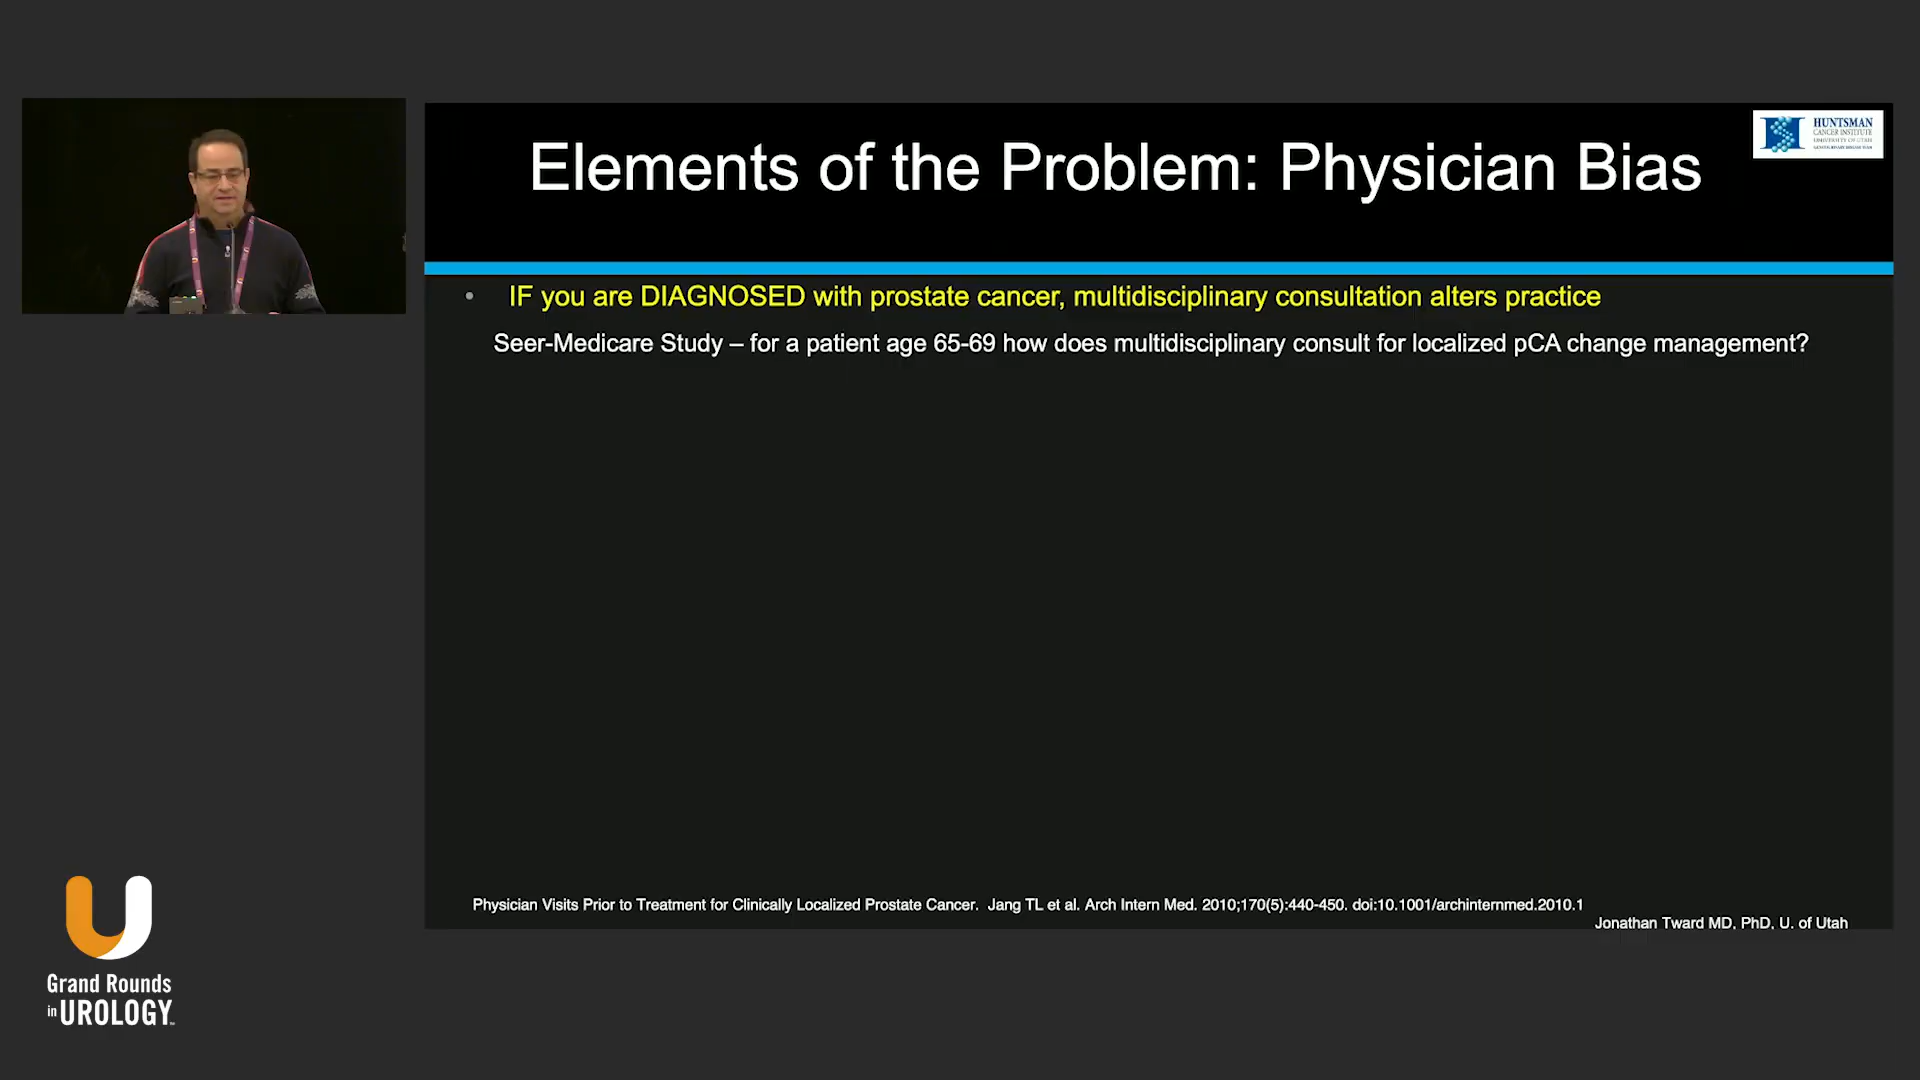 Elements of the Problem: Physician Bias
HUNTSMAN
CANCER INSTITUTE
UNIVERSITY OF UTAH
• IF you are DIAGNOSED with prostate cancer, multidisciplinary consultation alters practice
Seer-Medicare Study – for a patient age 65-69 how does multidisciplinary consult for localized pCA change management?
Physician Visits Prior to Treatment for Clinically Localized Prostate Cancer. Jang TL et al. Arch Intern Med. 2010;170(5):440-450. doi:10.1001/archinternmed.2010.1
Jonathan Tward MD, PhD, U. of Utah
Grand Rounds
in UROLOGY